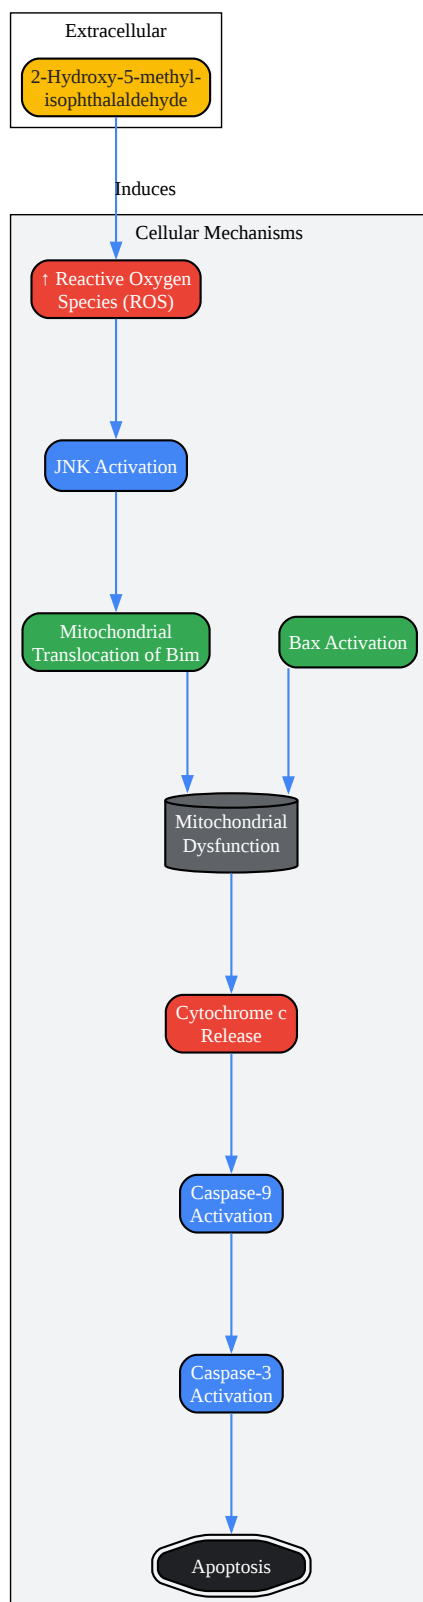 Extracellular
2-Hydroxy-5-methyl-
isophthalaldehyde
Induces
Cellular Mechanisms
↑ Reactive Oxygen
Species (ROS)
JNK Activation
Mitochondrial
Translocation of Bim
Bax Activation
Mitochondrial
Dysfunction
Cytochrome c
Release
Caspase-9
Activation
Caspase-3
Activation
Apoptosis